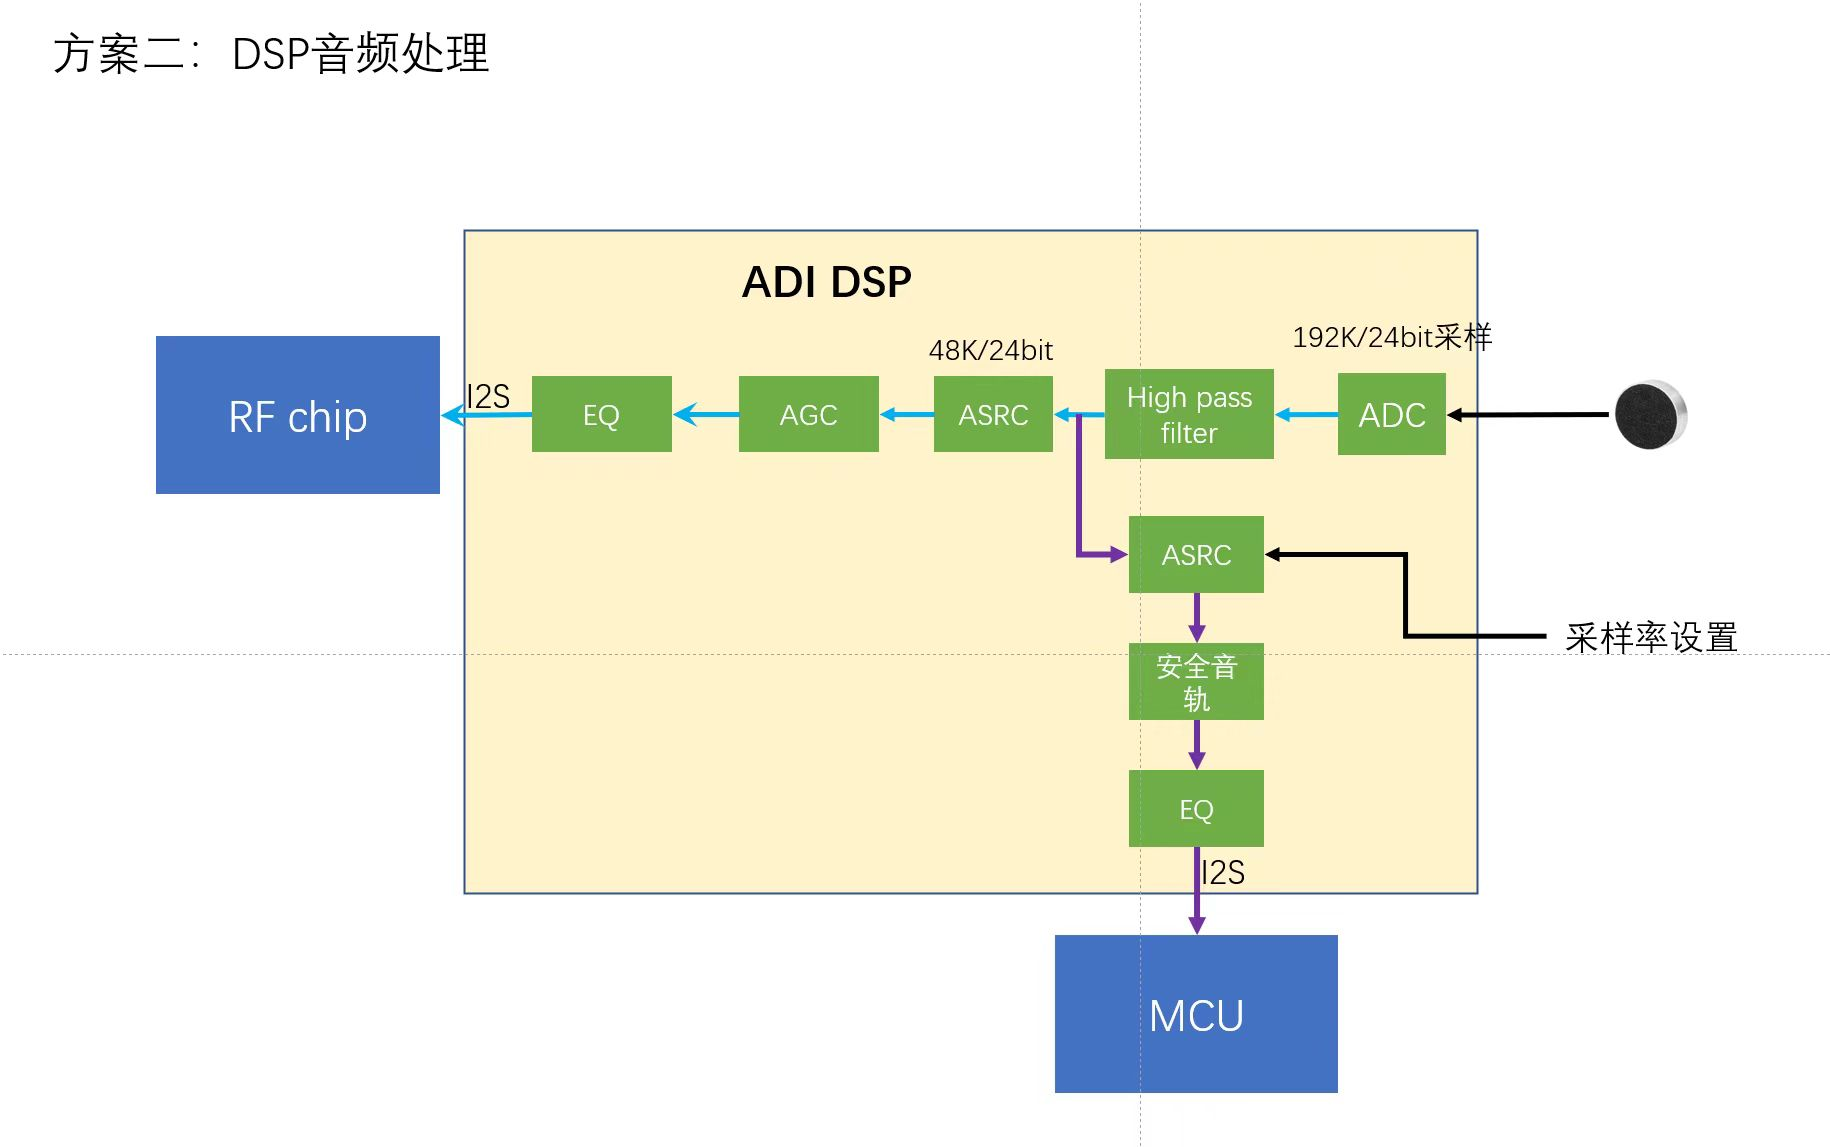 方案二：DSP音频处理
ADI DSP
192K/24bit采样
48K/24bit
RF chip
I2S
EQ
AGC
ASRC
High pass
filter
ADC
ASRC
采样率设置
安全音
轨
EQ
I2S
MCU